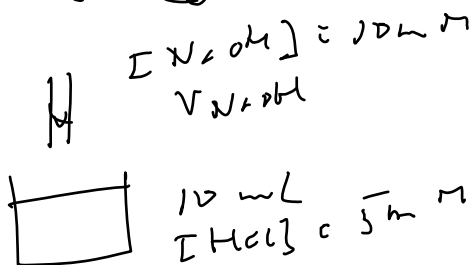 [NaOH] = 10 mM
V NaOH
10 mL
[HCl] = 5 mM